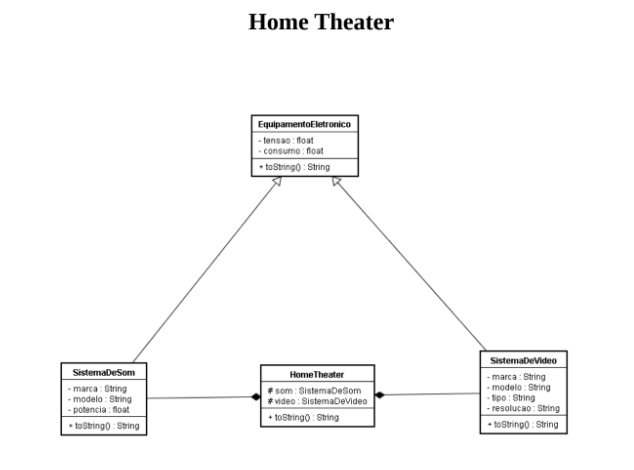 Home Theater
EquipamentoEletronico
- tensao : float
- consumo : float
+ toString() : String
SistemaDeSom
- marca : String
- modelo : String
- potencia : float
+ toString() : String
HomeTheater
# som : SistemaDeSom
# video : SistemaDeVideo
+ toString() : String
SistemaDeVideo
- marca : String
- modelo : String
- tipo : String
- resolucao : String
+ toString() : String